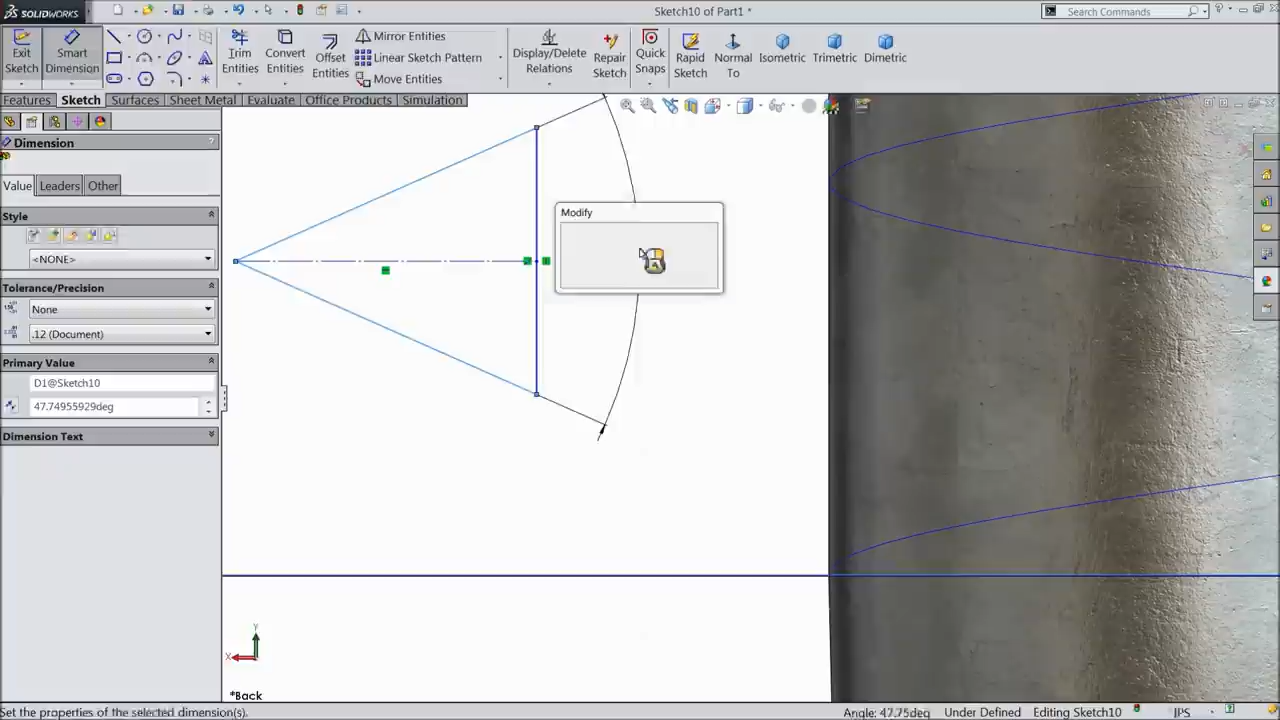 SOLIDWORKS
Sketch10 of Part1 *
Search Commands
Exit Sketch
Smart Dimension
Trim Entities
Convert Entities
Offset Entities
Mirror Entities
Linear Sketch Pattern
Move Entities
Display/Delete Relations
Repair Sketch
Quick Snaps
Rapid Sketch
Normal To
Isometric
Trimetric
Dimetric
Features
Sketch
Surfaces
Sheet Metal
Evaluate
Office Products
Simulation
Dimension
Value
Leaders
Other
Style
<NONE>
Tolerance/Precision
None
.12 (Document)
Primary Value
D1@Sketch10
47.74955929deg
Dimension Text
Modify
Y
X
*Back
Set the properties of the selected dimension(s).
Angle: 47.75deg
Under Defined
Editing Sketch10
IPS